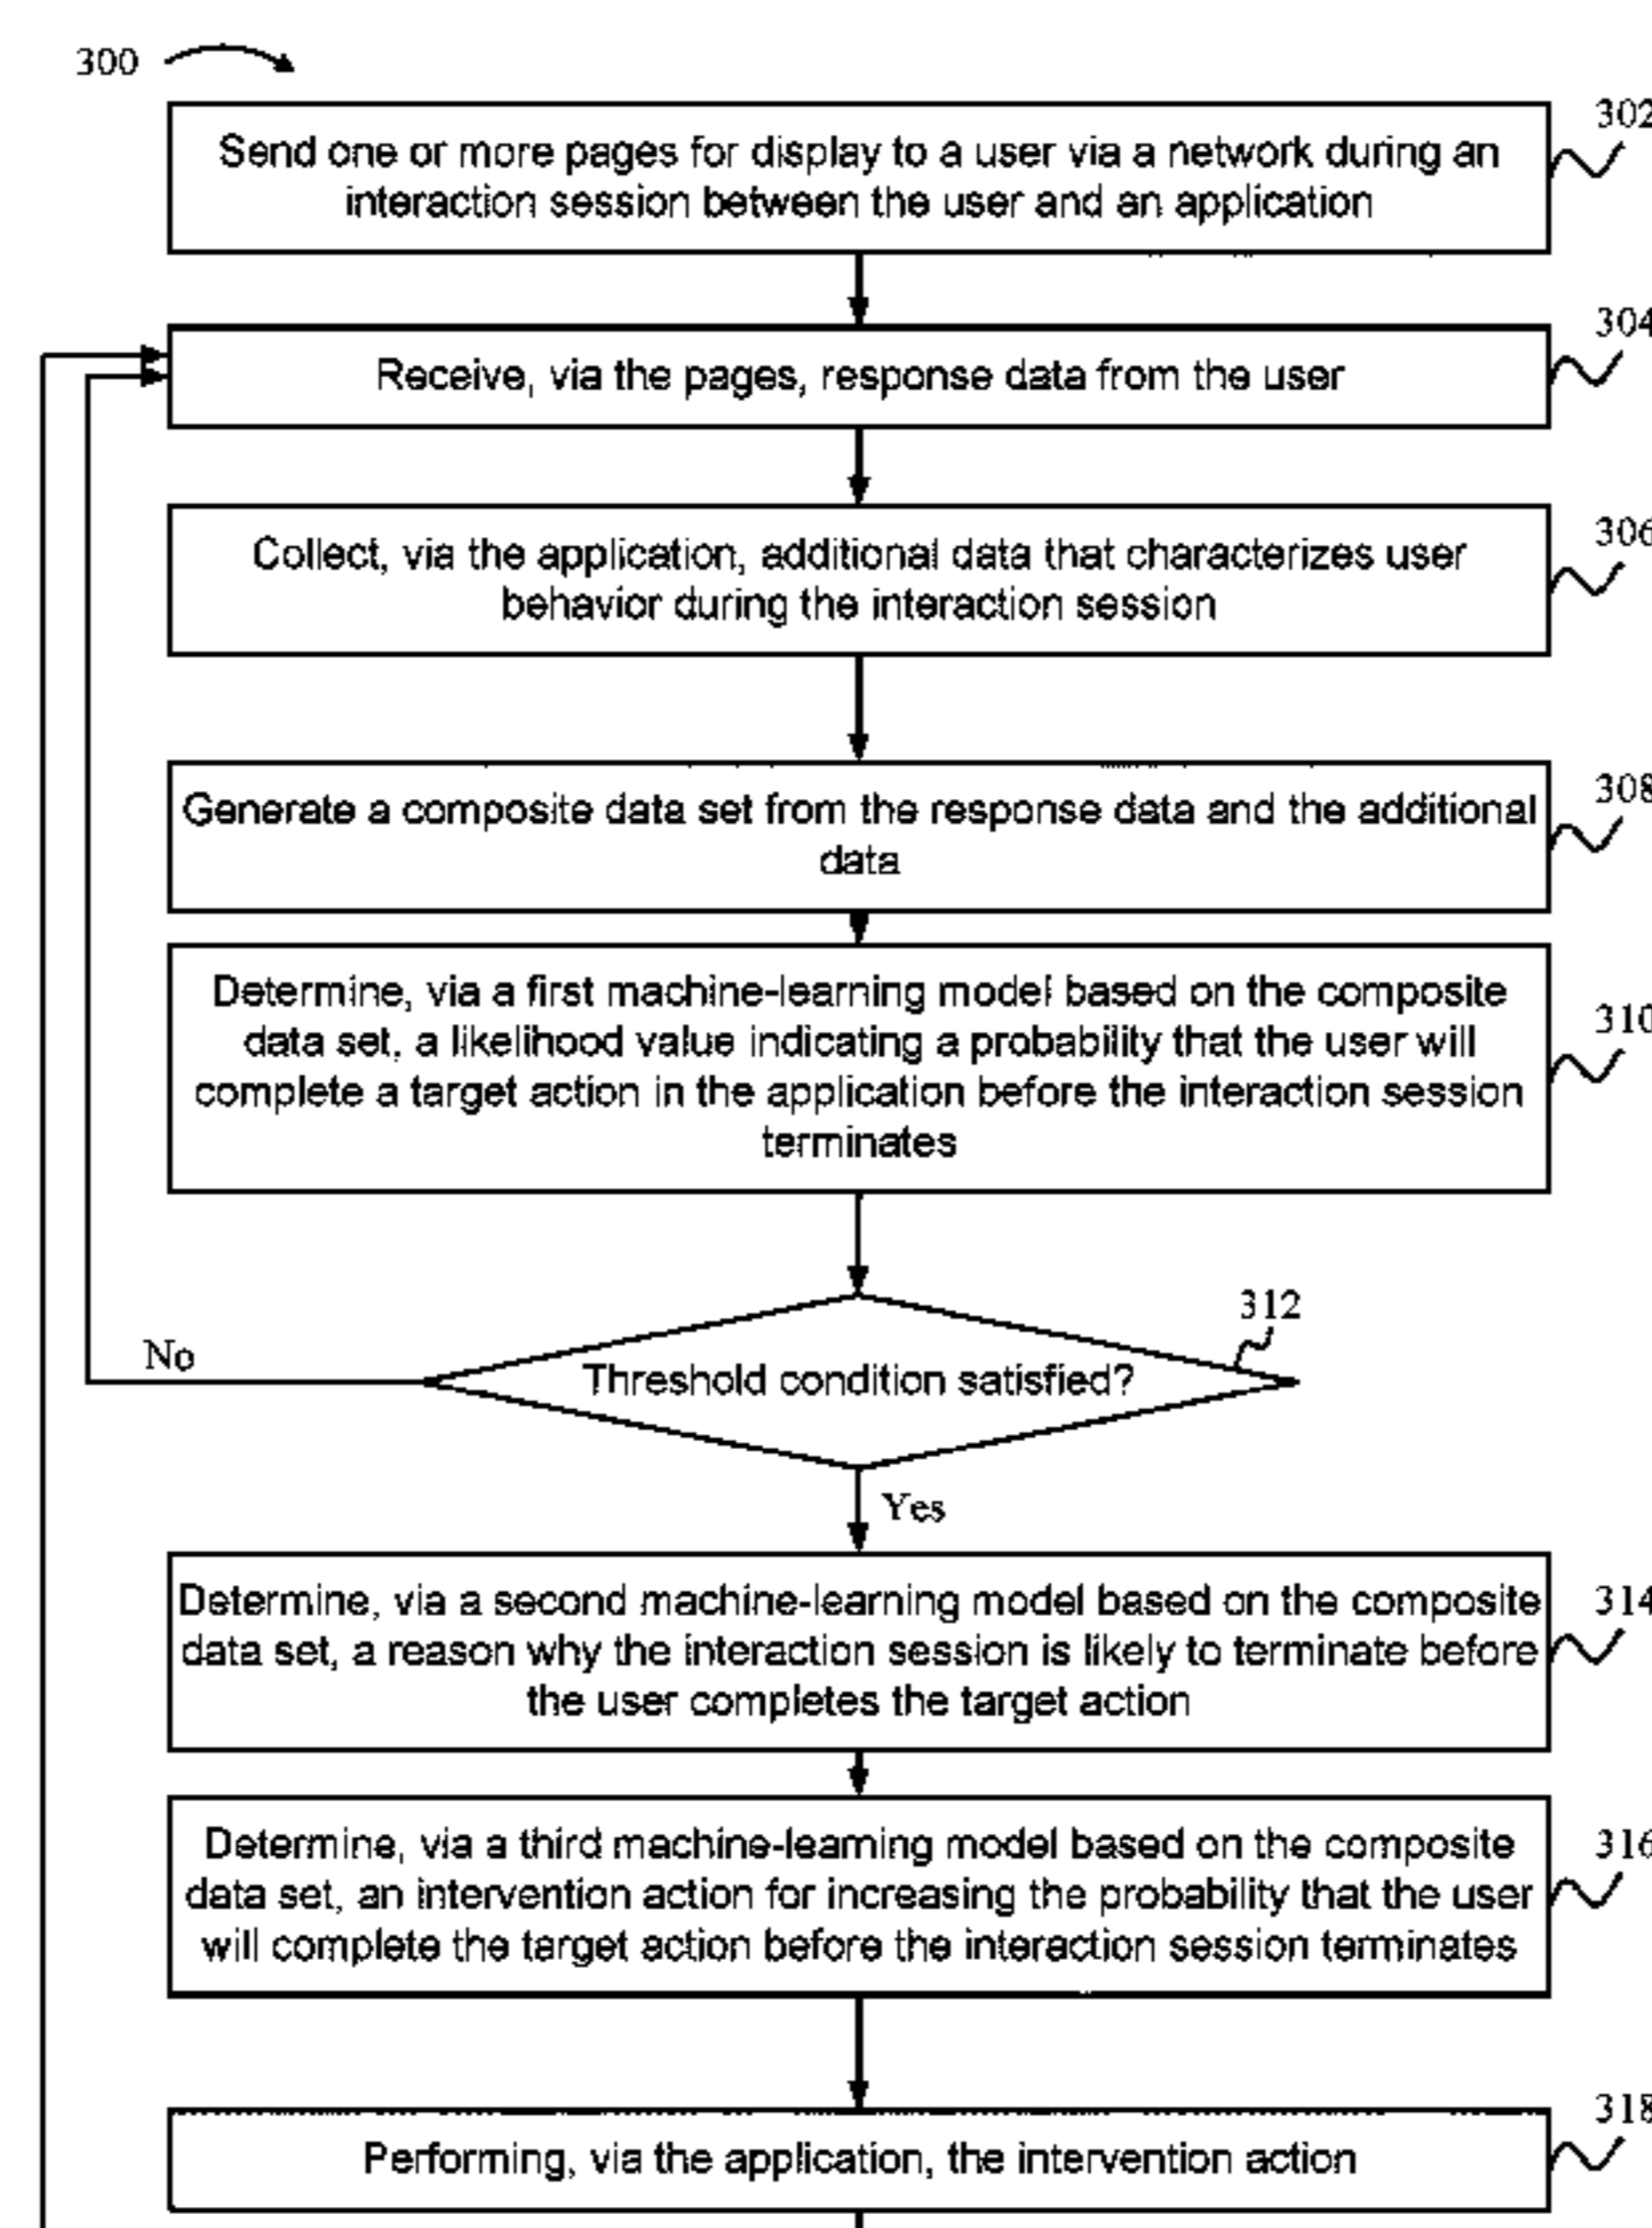 300
302
Send one or more pages for display to a user via a network during an
interaction session between the user and an application
304
Receive, via the pages, response data from the user
306
Collect, via the application, additional data that characterizes user
behavior during the interaction session
308
Generate a composite data set from the response data and the additional
data
310
Determine, via a first machine-learning model based on the composite
data set, a likelihood value indicating a probability that the user will
complete a target action in the application before the interaction session
terminates
312
No
Threshold condition satisfied?
Yes
314
Determine, via a second machine-learning model based on the composite
data set, a reason why the interaction session is likely to terminate before
the user completes the target action
316
Determine, via a third machine-learning model based on the composite
data set, an intervention action for increasing the probability that the user
will complete the target action before the interaction session terminates
318
Performing, via the application, the intervention action